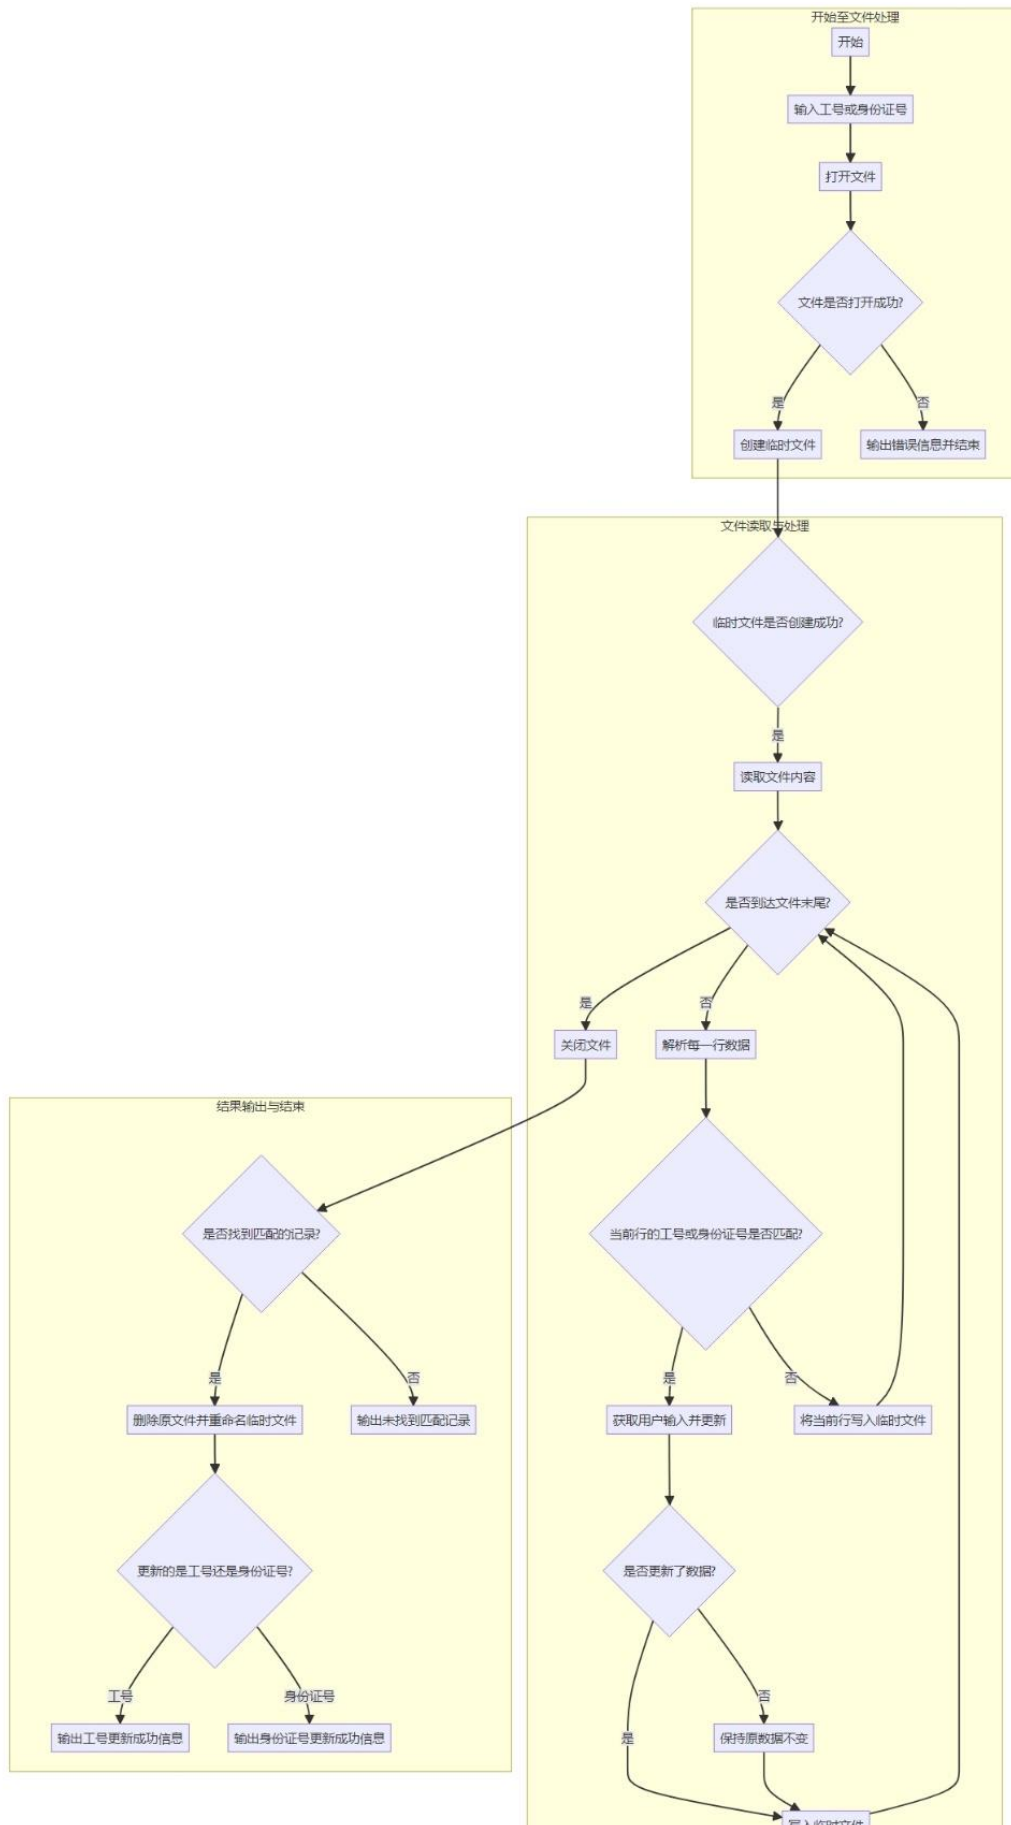 开始至文件处理
开始
输入工号或身份证号
打开文件
文件是否打开成功?
是
否
创建临时文件
输出错误信息并结束
文件读取与处理
临时文件是否创建成功?
是
读取文件内容
是否到达文件末尾?
是
否
关闭文件
解析每一行数据
结果输出与结束
是否找到匹配的记录?
当前行的工号或身份证号是否匹配?
是
否
是
否
删除原文件并重命名临时文件
输出未找到匹配记录
获取用户输入并更新
将当前行写入临时文件
更新的是工号还是身份证号?
是否更新了数据?
工号
身份证号
否
输出工号更新成功信息
输出身份证号更新成功信息
是
保持原数据不变
写入临时文件